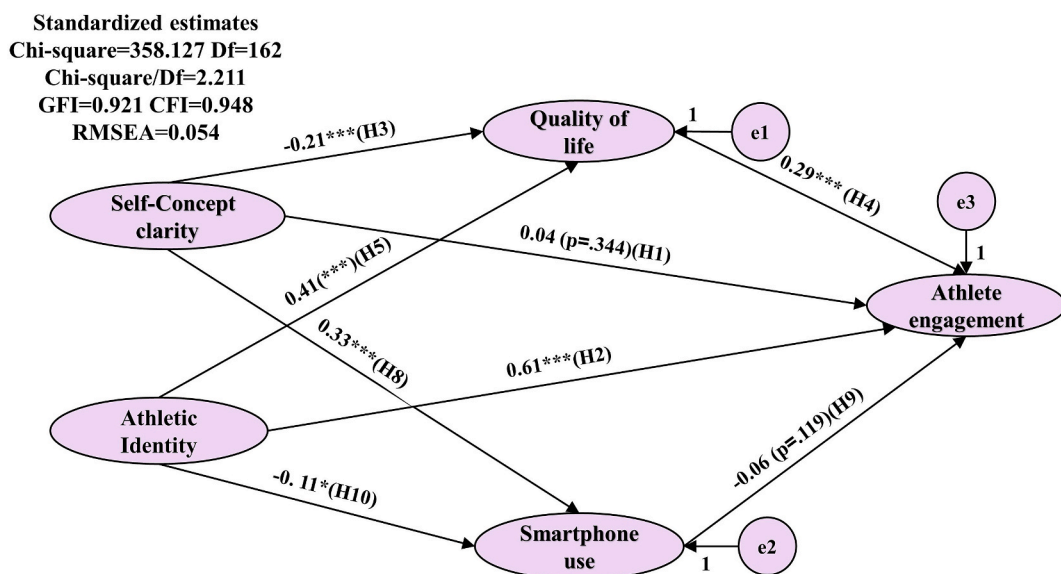 Standardized estimates
Chi-square=358.127 Df=162
Chi-square/Df=2.211
GFI=0.921 CFI=0.948
RMSEA=0.054
-0.21***(H3)
Quality of
life
1
e1
0.29*** (H4)
e3
1
Self-Concept
clarity
0.04 (p=.344)(H1)
0.41(***)(H5)
Athlete
engagement
0.33***(H8)
0.61***(H2)
Athletic
Identity
-0.06 (p=.119)(H9)
-0. 11*(H10)
Smartphone
use
1
e2